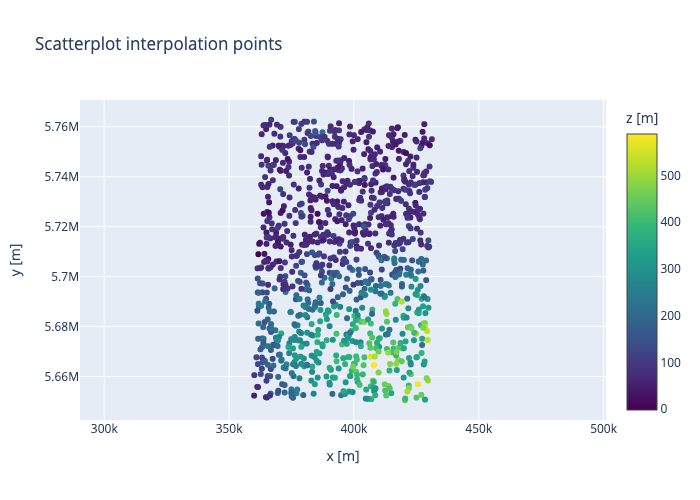 Scatterplot interpolation points
z [m]
5.76M
5.74M
5.72M
5.7M
5.68M
5.66M
y [m]
500
400
300
200
100
0
300k
350k
400k
450k
500k
x [m]